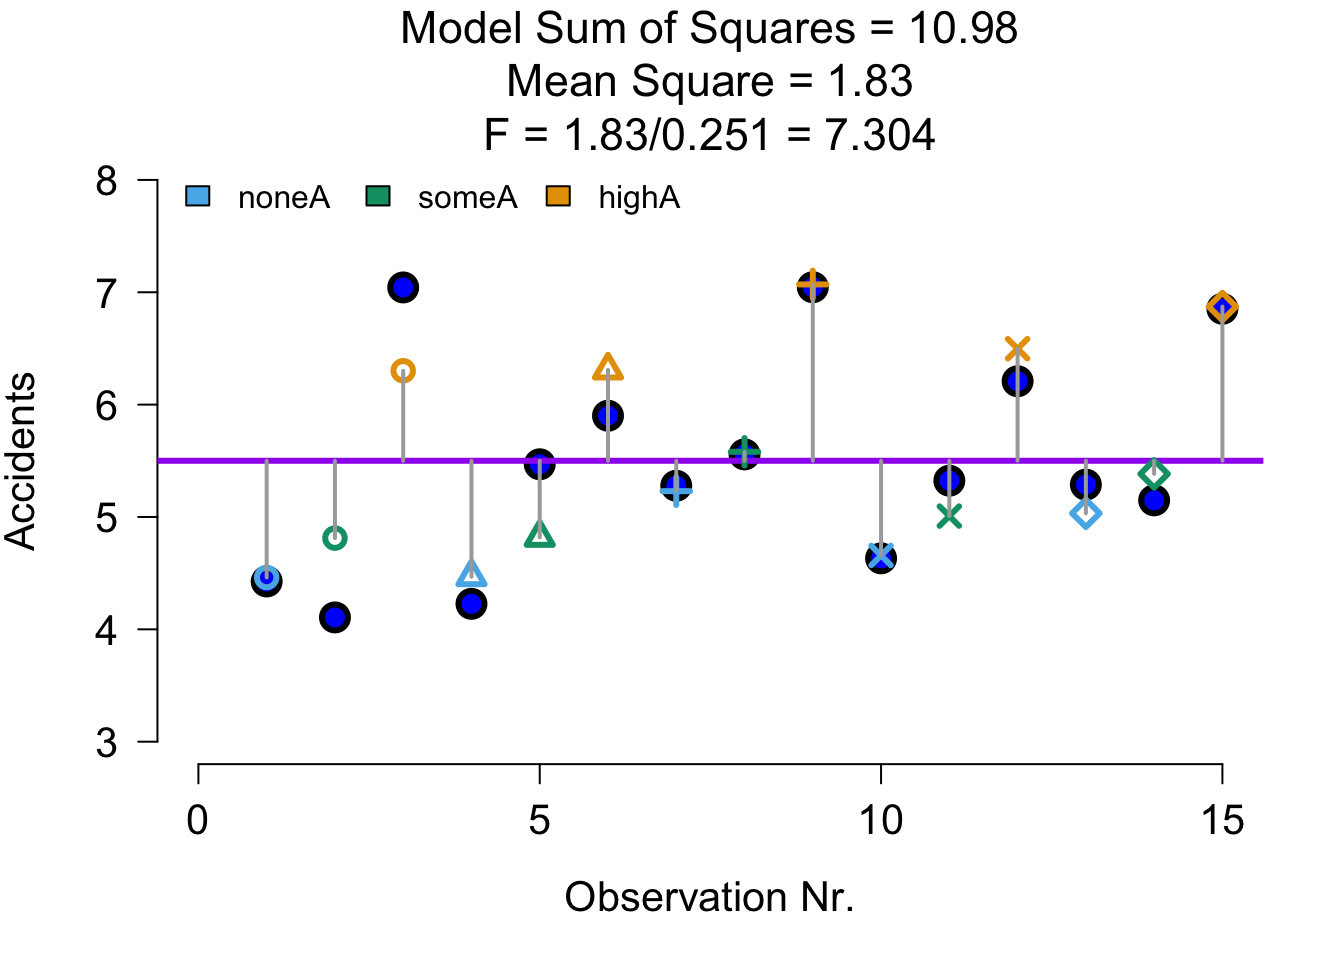 Model Sum of Squares = 10.98
Mean Square = 1.83
F = 1.83/0.251 = 7.304
noneA someA highA
8
7
6
5
4
3
Accidents
0 5 10 15
Observation Nr.